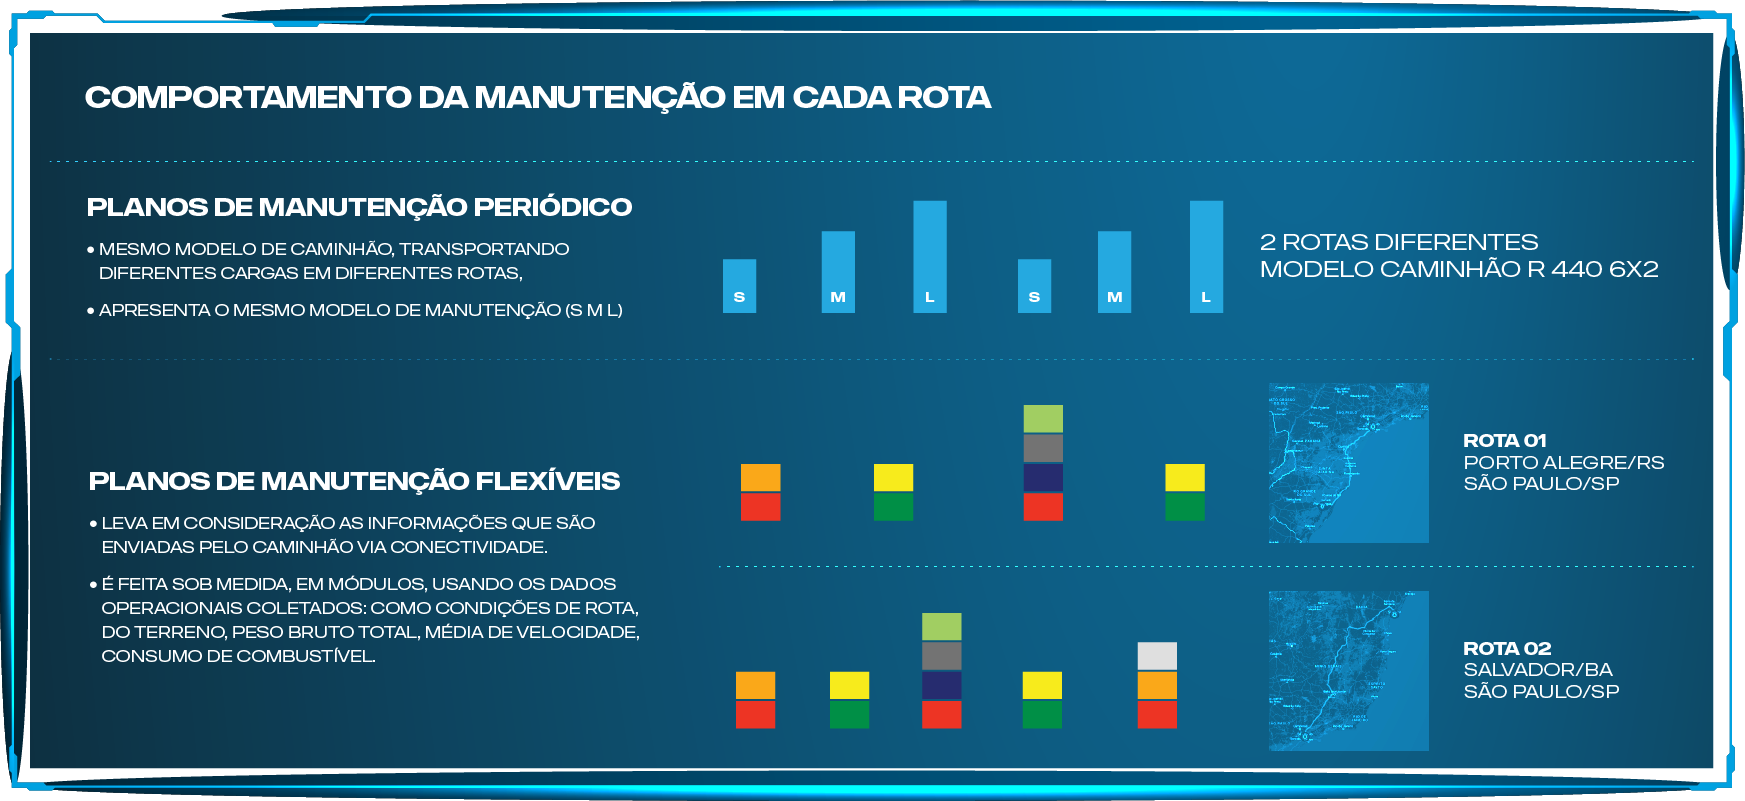 COMPORTAMENTO DA MANUTENÇÃO EM CADA ROTA
PLANOS DE MANUTENÇÃO PERIÓDICO
• MESMO MODELO DE CAMINHÃO, TRANSPORTANDO
DIFERENTES CARGAS EM DIFERENTES ROTAS,
• APRESENTA O MESMO MODELO DE MANUTENÇÃO (S M L)
S M L S M L
2 ROTAS DIFERENTES
MODELO CAMINHÃO R 440 6X2
PLANOS DE MANUTENÇÃO FLEXÍVEIS
• LEVA EM CONSIDERAÇÃO AS INFORMAÇÕES QUE SÃO
ENVIADAS PELO CAMINHÃO VIA CONECTIVIDADE.
• É FEITA SOB MEDIDA, EM MÓDULOS, USANDO OS DADOS
OPERACIONAIS COLETADOS: COMO CONDIÇÕES DE ROTA,
DO TERRENO, PESO BRUTO TOTAL, MÉDIA DE VELOCIDADE,
CONSUMO DE COMBUSTÍVEL.
ROTA 01
PORTO ALEGRE/RS
SÃO PAULO/SP
ROTA 02
SALVADOR/BA
SÃO PAULO/SP